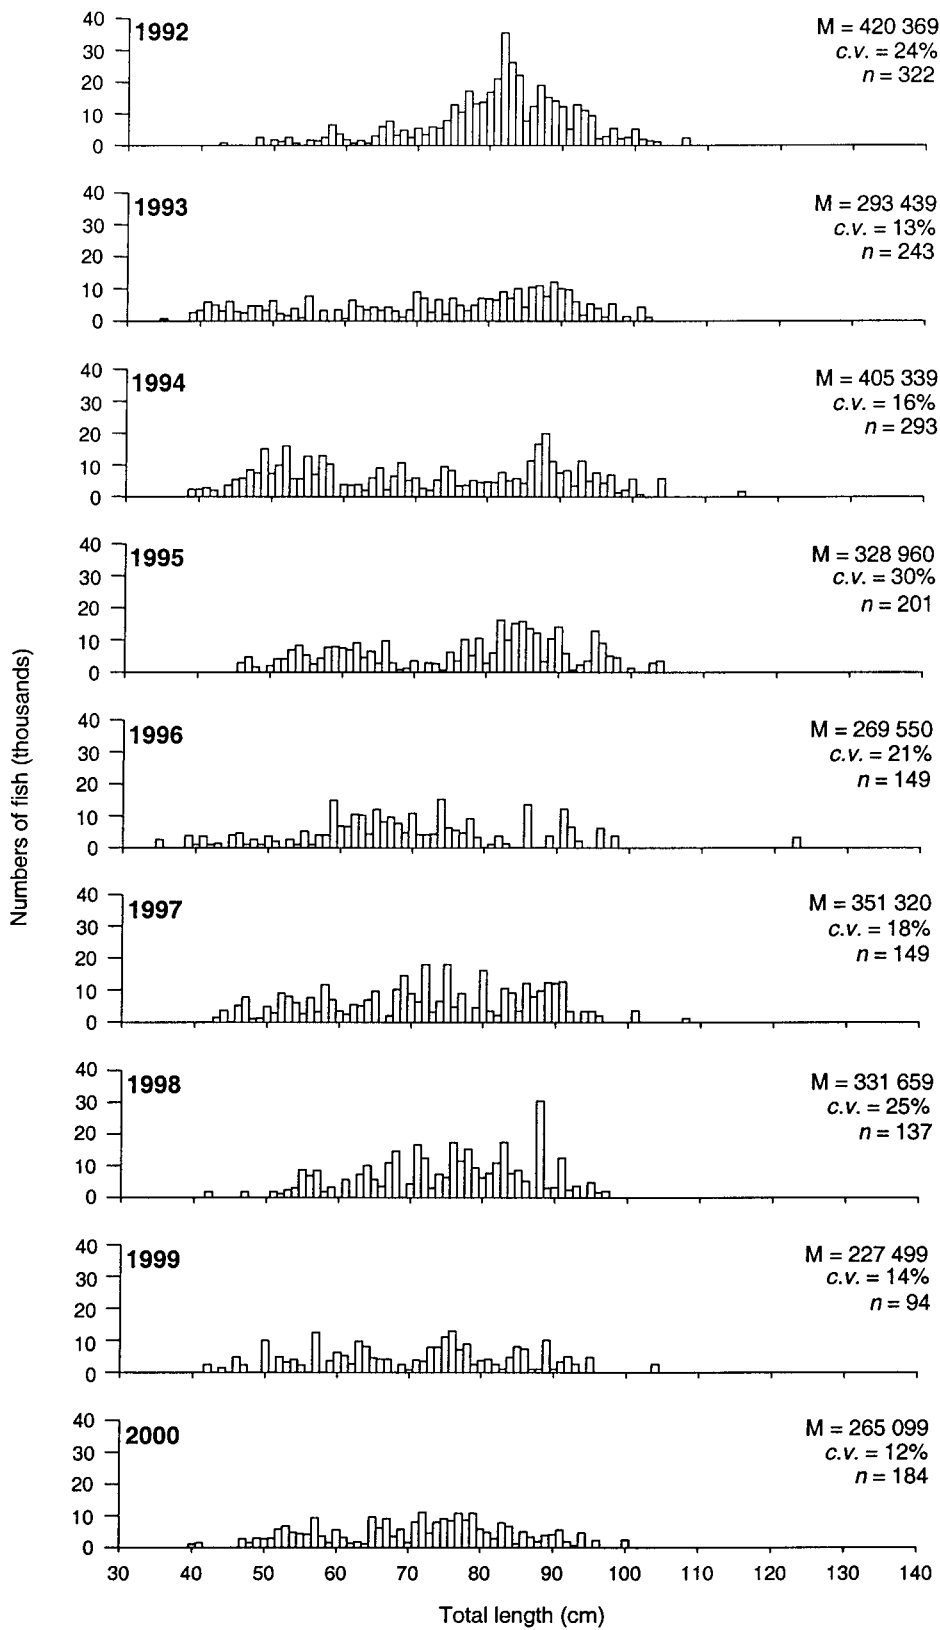 Numbers of fish (thousands)
40
30
20
10
0
1992
M = 420 369
c.v. = 24%
n = 322
40
30
20
10
0
1993
M = 293 439
c.v. = 13%
n = 243
40
30
20
10
0
1994
M = 405 339
c.v. = 16%
n = 293
40
30
20
10
0
1995
M = 328 960
c.v. = 30%
n = 201
40
30
20
10
0
1996
M = 269 550
c.v. = 21%
n = 149
40
30
20
10
0
1997
M = 351 320
c.v. = 18%
n = 149
40
30
20
10
0
1998
M = 331 659
c.v. = 25%
n = 137
40
30
20
10
0
1999
M = 227 499
c.v. = 14%
n = 94
40
30
20
10
0
2000
M = 265 099
c.v. = 12%
n = 184
30 40 50 60 70 80 90 100 110 120 130 140
Total length (cm)